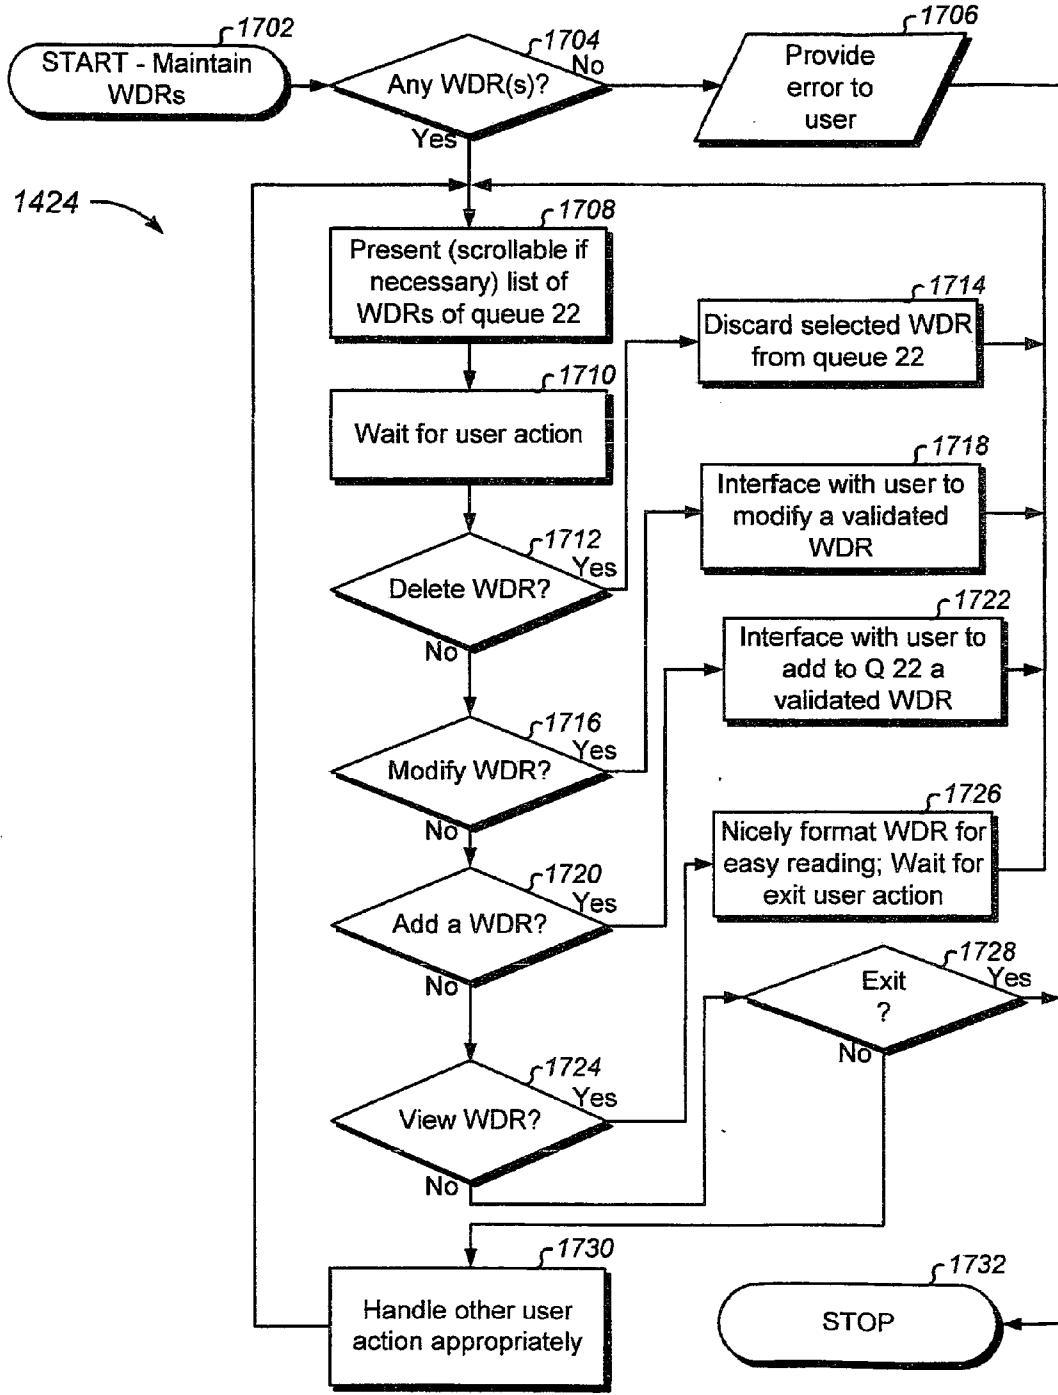 1702
START - Maintain
WDRs
1704
Any WDR(s)?
No
Yes
1706
Provide
error to
user
1424
1708
Present (scrollable if
necessary) list of
WDRs of queue 22
1710
Wait for user action
1712
Delete WDR?
Yes
No
1714
Discard selected WDR
from queue 22
1716
Modify WDR?
Yes
No
1718
Interface with user to
modify a validated
WDR
1720
Add a WDR?
Yes
No
1722
Interface with user to
add to Q 22 a
validated WDR
1724
View WDR?
Yes
No
1726
Nicely format WDR for
easy reading; Wait for
exit user action
1728
Exit
?
Yes
No
1730
Handle other user
action appropriately
1732
STOP